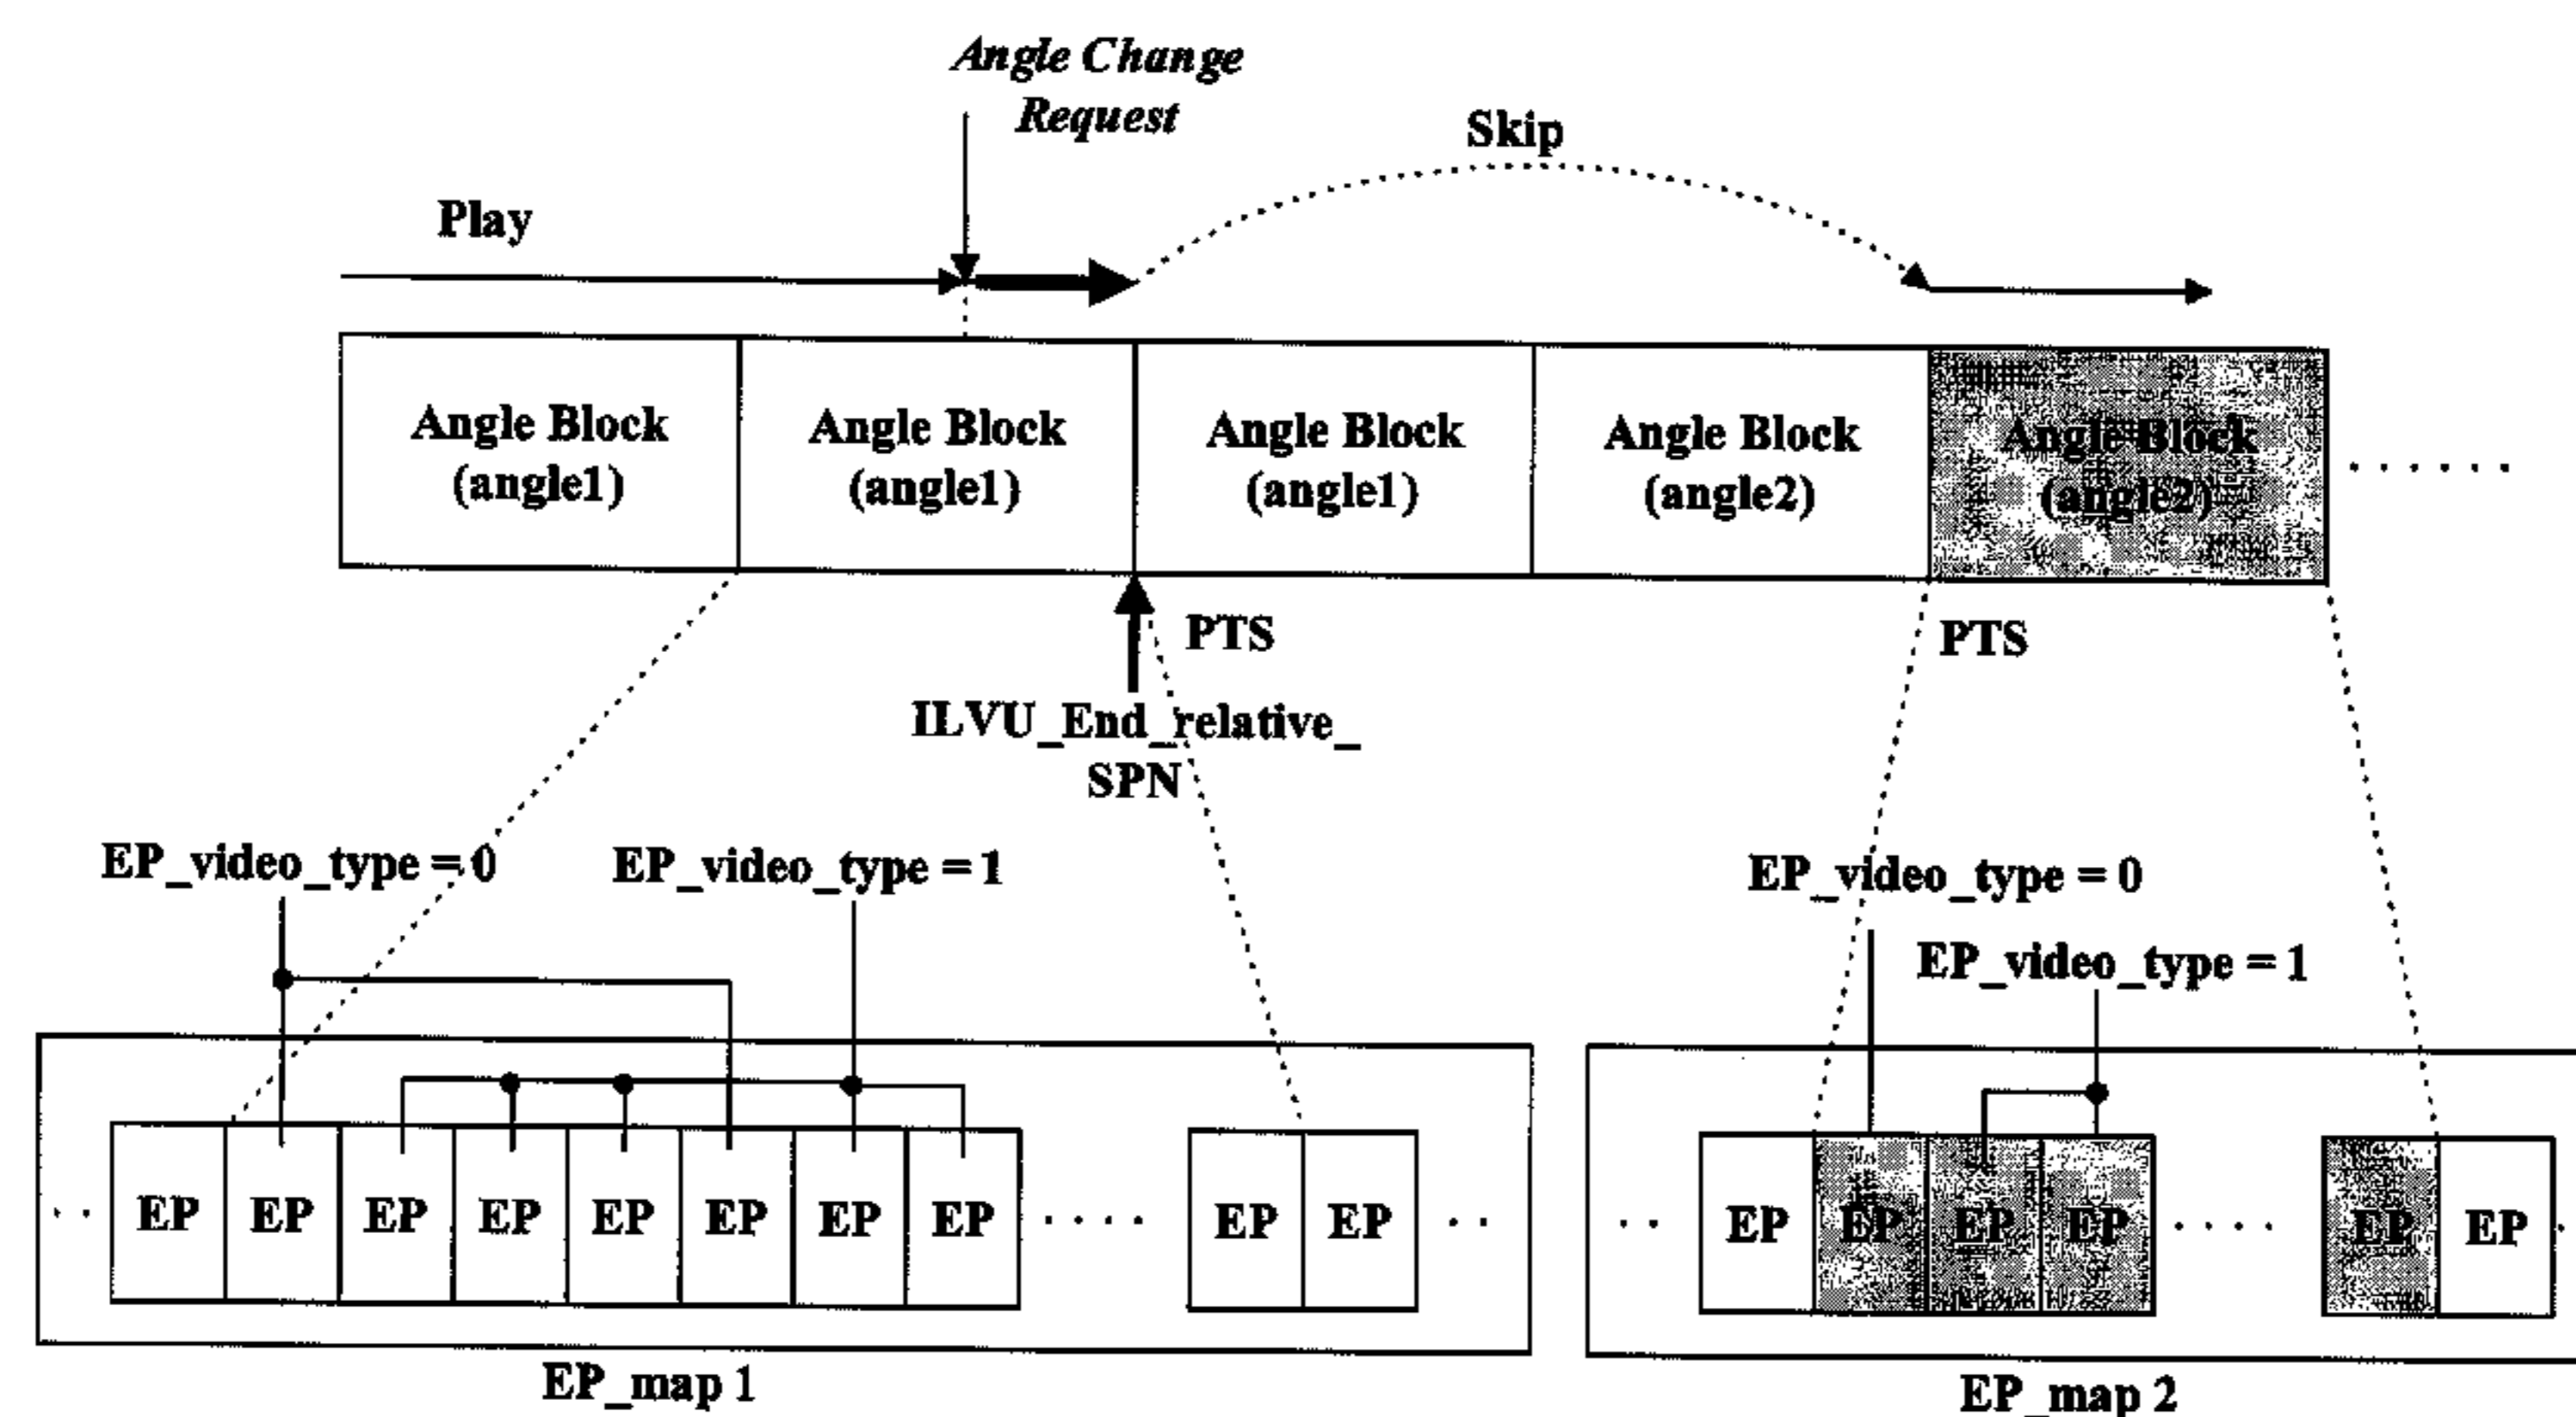 Angle Change
Request
Skip
Play
Angle Block
(angle1)
Angle Block
(angle1)
Angle Block
(angle1)
Angle Block
(angle2)
Angle Block
(angle2)
PTS
PTS
ILVU_End_relative_
SPN
EP_video_type = 0
EP_video_type = 1
EP_video_type = 0
EP_video_type = 1
EP EP EP EP EP EP EP EP EP EP
EP EP EP EP EP EP
EP_map 1
EP_map 2